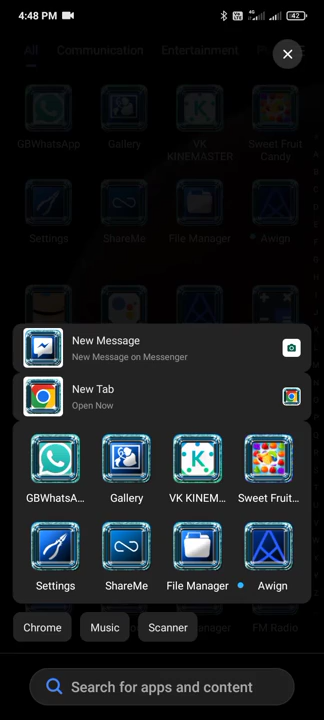 4:48 PM
4G
42
All Communication Entertainment
GBWhatsApp Gallery VK KINEMASTER Sweet Fruit Candy
Settings ShareMe File Manager Awign
New Message
New Message on Messenger
New Tab
Open Now
GBWhatsA... Gallery VK KINEM... Sweet Fruit...
Settings ShareMe File Manager Awign
Chrome Music Scanner
FM Radio
Search for apps and content